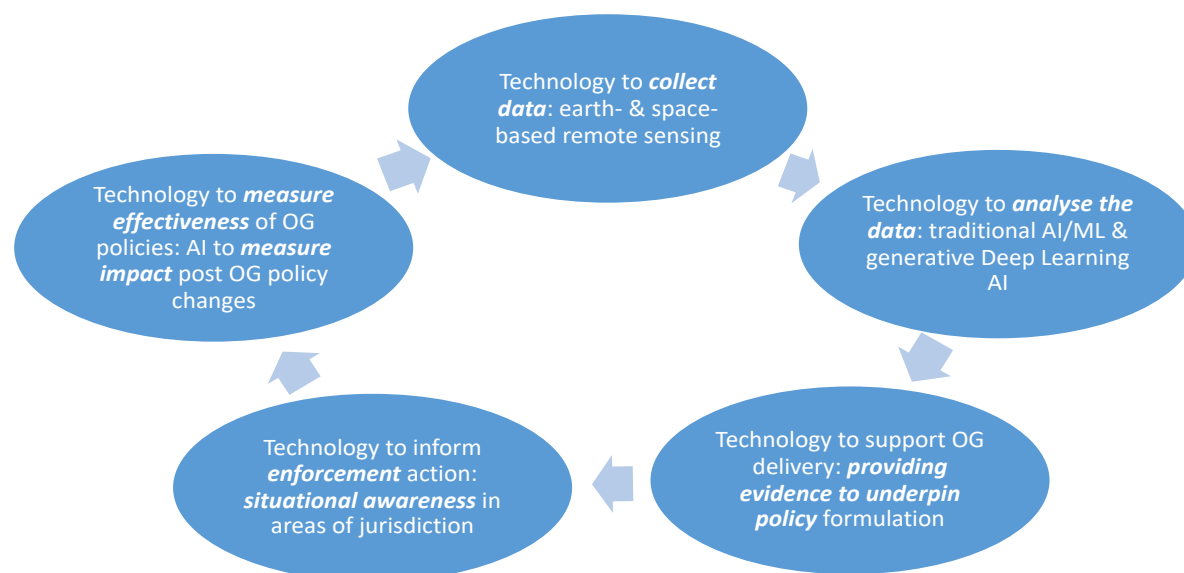 Technology to collect
data: earth- & space-
based remote sensing
Technology to analyse the
data: traditional AI/ML &
generative Deep Learning
AI
Technology to support OG
delivery: providing
evidence to underpin
policy formulation
Technology to inform
enforcement action:
situational awareness in
areas of jurisdiction
Technology to measure
effectiveness of OG
policies: AI to measure
impact post OG policy
changes